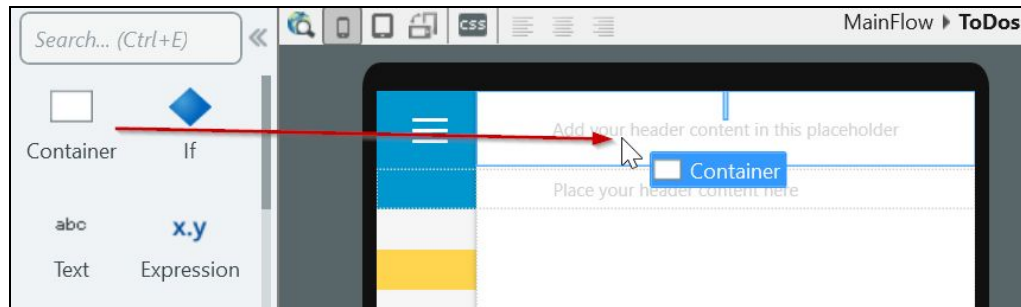 Search... (Ctrl+E)
css
MainFlow ToDos
Container
If
Add your header content in this placeholder
Container
Place your header content here
abc
x.y
Text
Expression